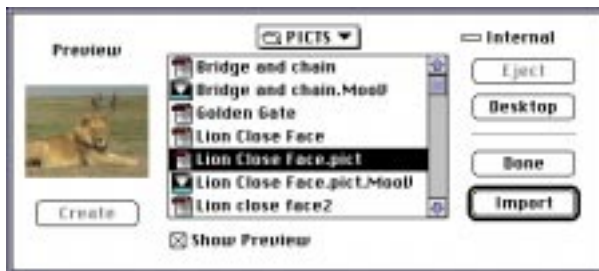 Preview
Create
PICTS
Bridge and chain
Bridge and chain.MooV
Golden Gate
Lion Close Face
Lion Close Face.pict
Lion Close Face.pict.MooV
Lion close face2
Show Preview
Internal
Eject
Desktop
Done
Import